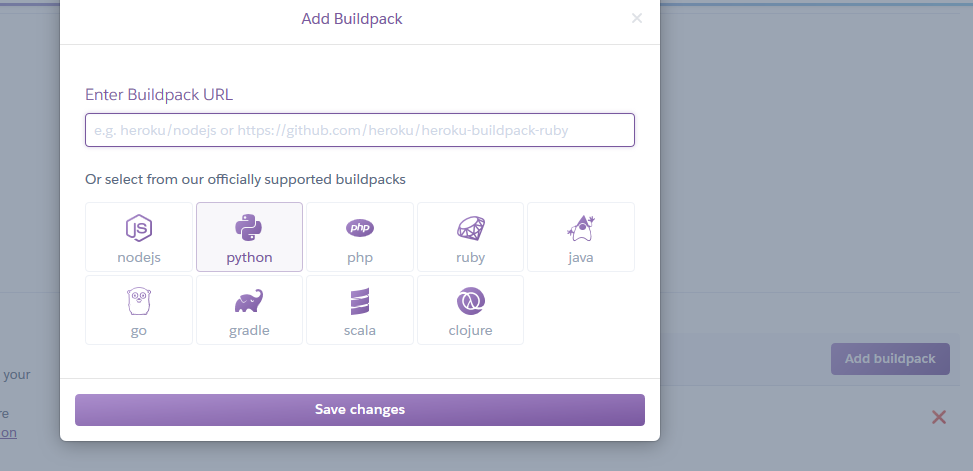 Add Buildpack
×
Enter Buildpack URL
e.g. heroku/nodejs or https://github.com/heroku/heroku-buildpack-ruby
Or select from our officially supported buildpacks
JS php
nodejs python php ruby java
go gradle scala clojure
your
Add buildpack
re
on
Save changes